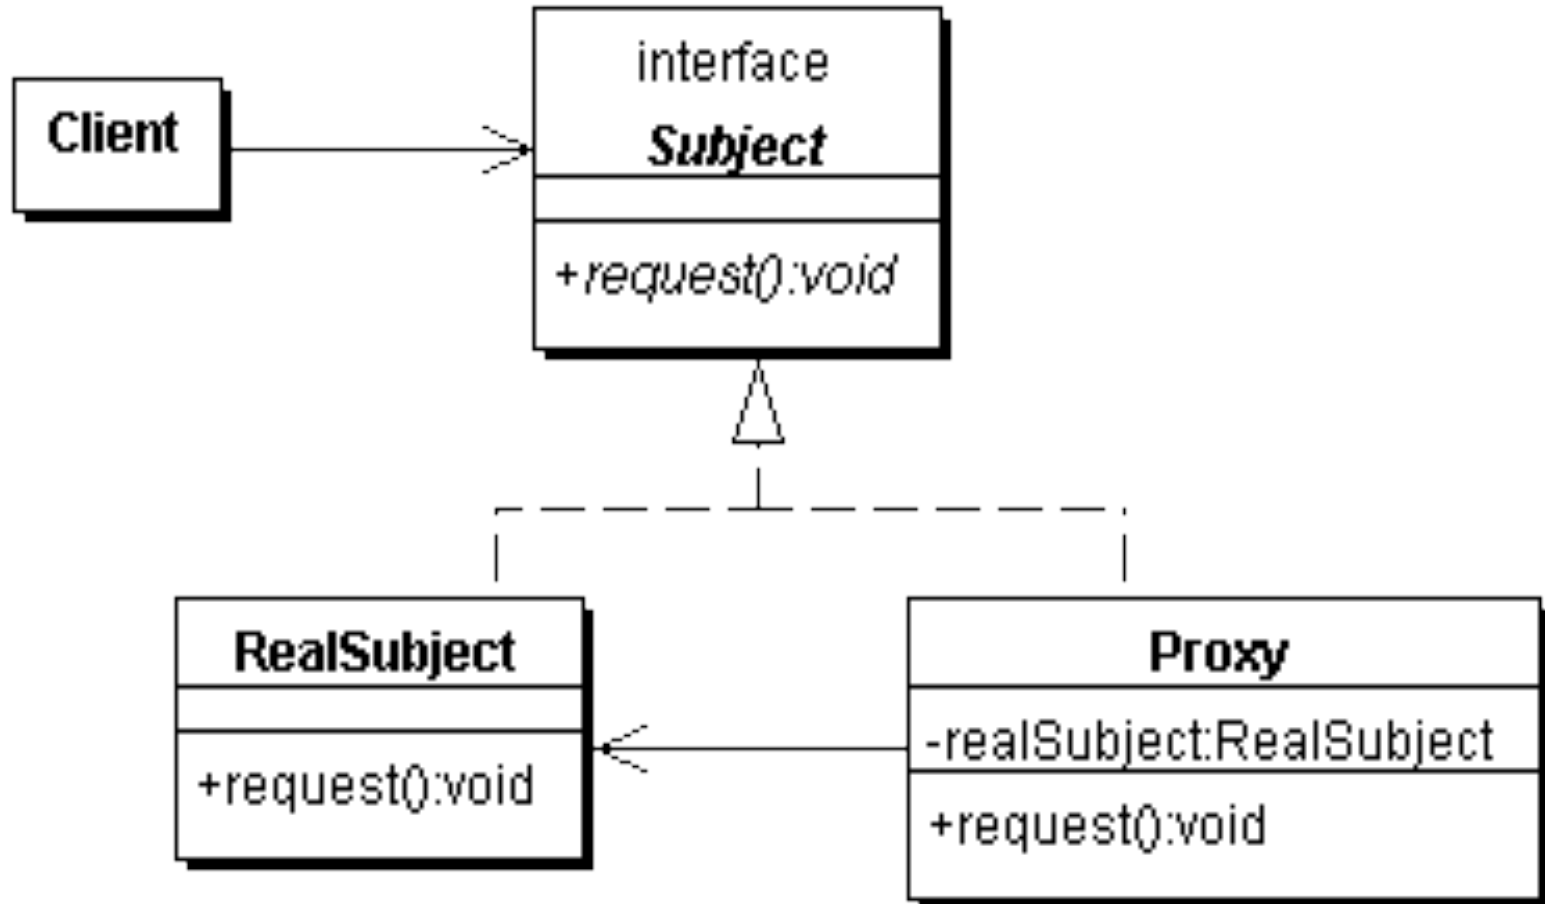 Client
interface
Subject
+request():void
RealSubject
+request():void
Proxy
-realSubject:RealSubject
+request():void